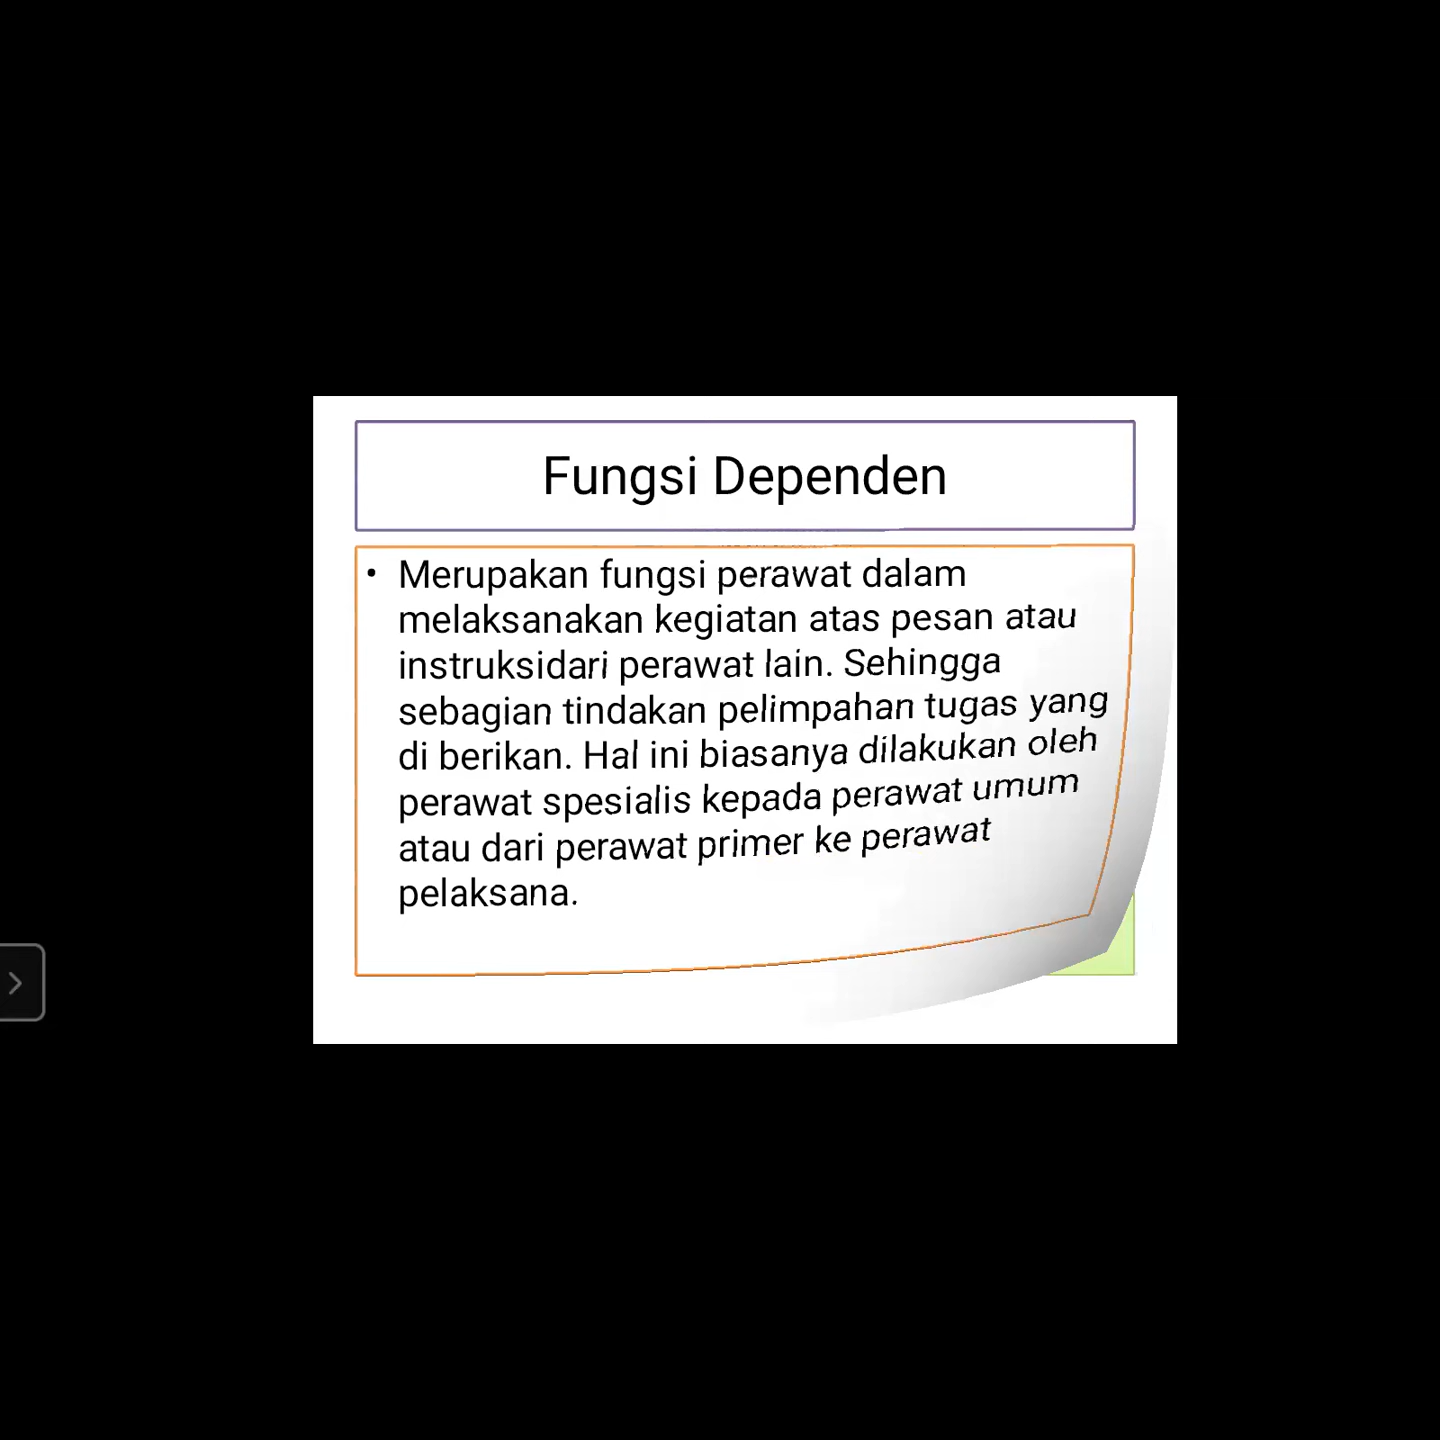 Fungsi Dependen
• Merupakan fungsi perawat dalam
melaksanakan kegiatan atas pesan atau
instruksidari perawat lain. Sehingga
sebagian tindakan pelimpahan tugas yang
di berikan. Hal ini biasanya dilakukan oleh
perawat spesialis kepada perawat umum
atau dari perawat primer ke perawat
pelaksana.